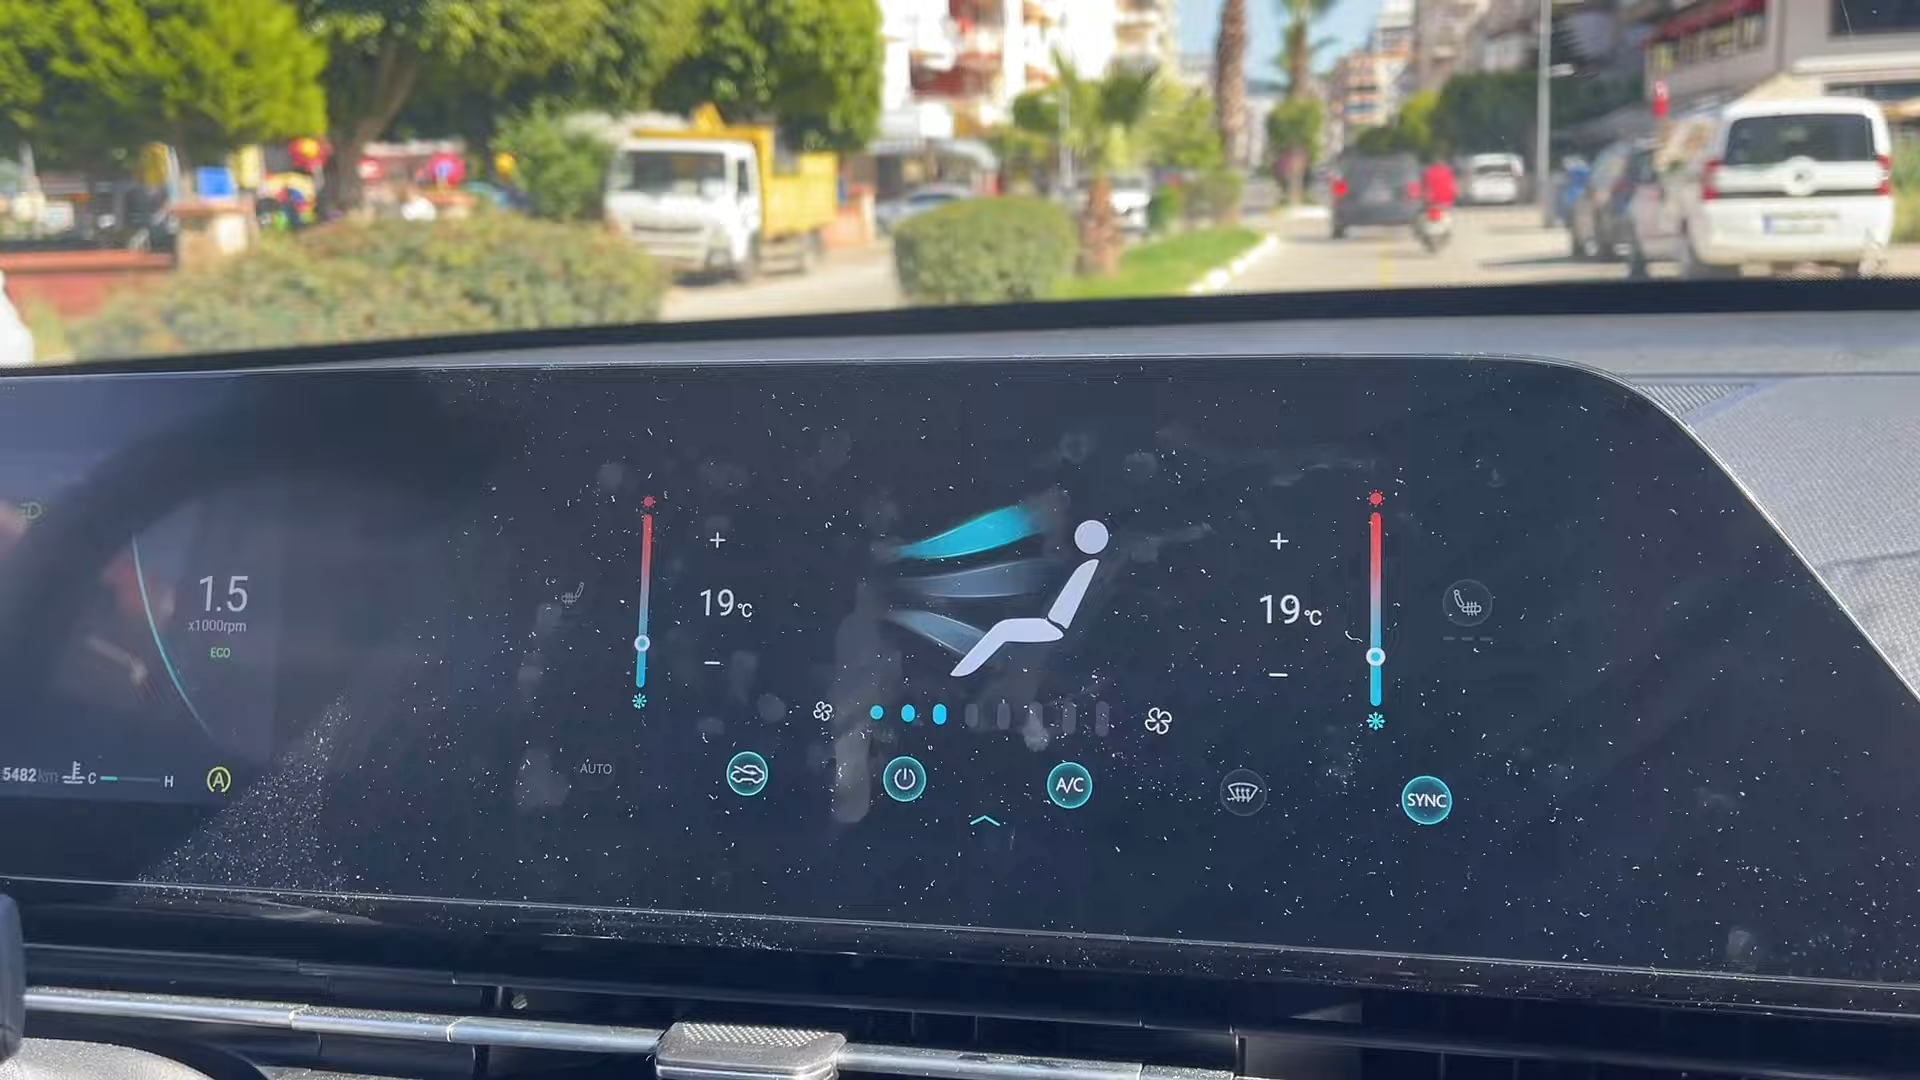 1.5
x1000rpm
ECO
5482 km
C H
A
+
19°C
−
+
19°C
−
AUTO
A/C
SYNC